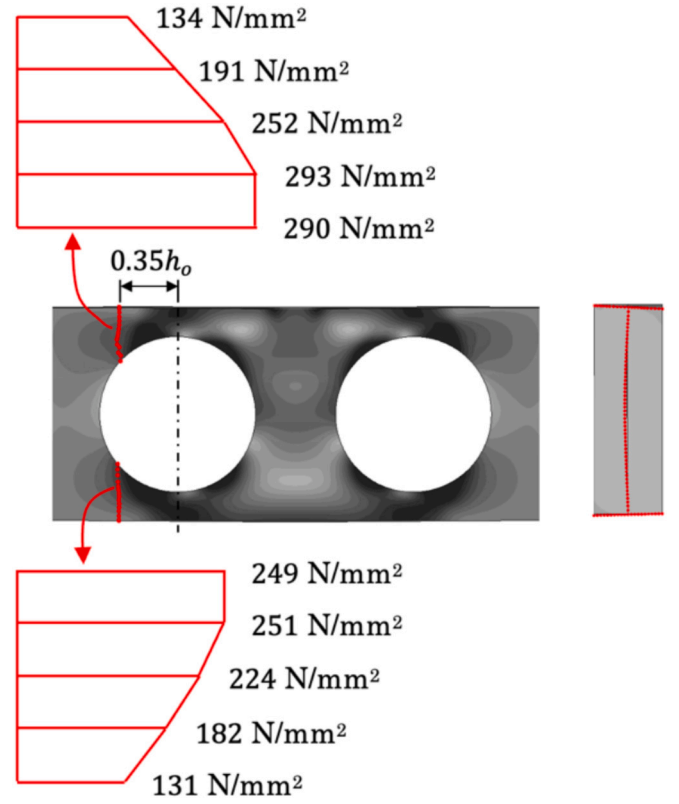 134 N/mm²
191 N/mm²
252 N/mm²
293 N/mm²
290 N/mm²
0.35hₒ
249 N/mm²
251 N/mm²
224 N/mm²
182 N/mm²
131 N/mm²